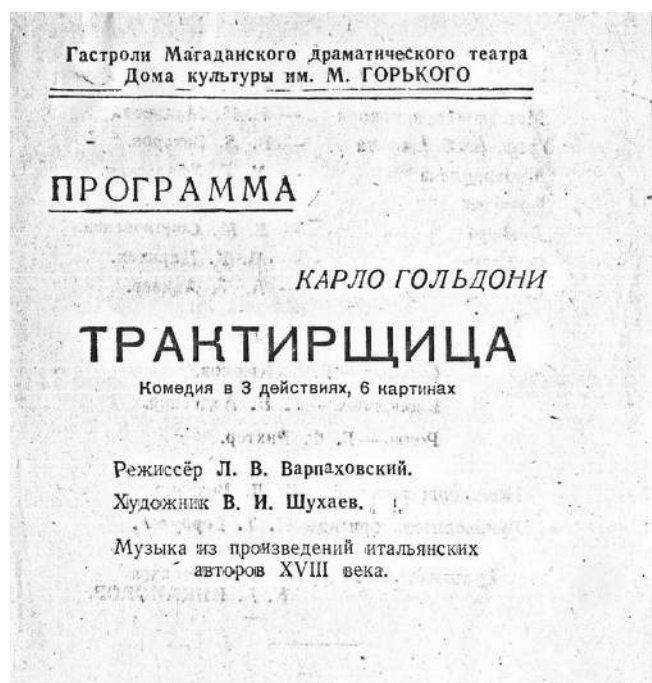 Гастроли Магаданского драматического театра
Дома культуры им. М. ГОРЬКОГО
ПРОГРАММА
КАРЛО ГОЛЬДОНИ
ТРАКТИРЩИЦА
Комедия в 3 действиях, 6 картинах
Режиссёр Л. В. Варпаховский.
Художник В. И. Шухаев.
Музыка из произведений итальянских
авторов XVIII века.